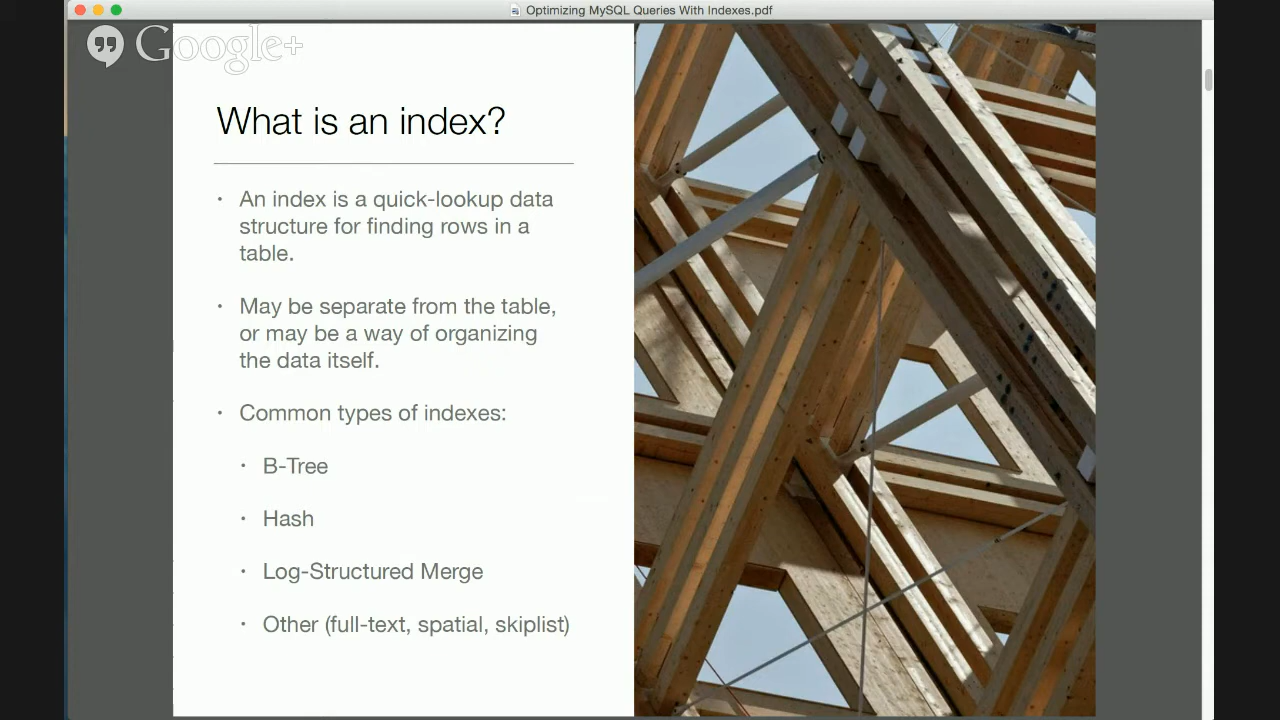 Optimizing MySQL Queries With Indexes.pdf
Google+
What is an index?
• An index is a quick-lookup data
structure for finding rows in a
table.
• May be separate from the table,
or may be a way of organizing
the data itself.
• Common types of indexes:
• B-Tree
• Hash
• Log-Structured Merge
• Other (full-text, spatial, skiplist)